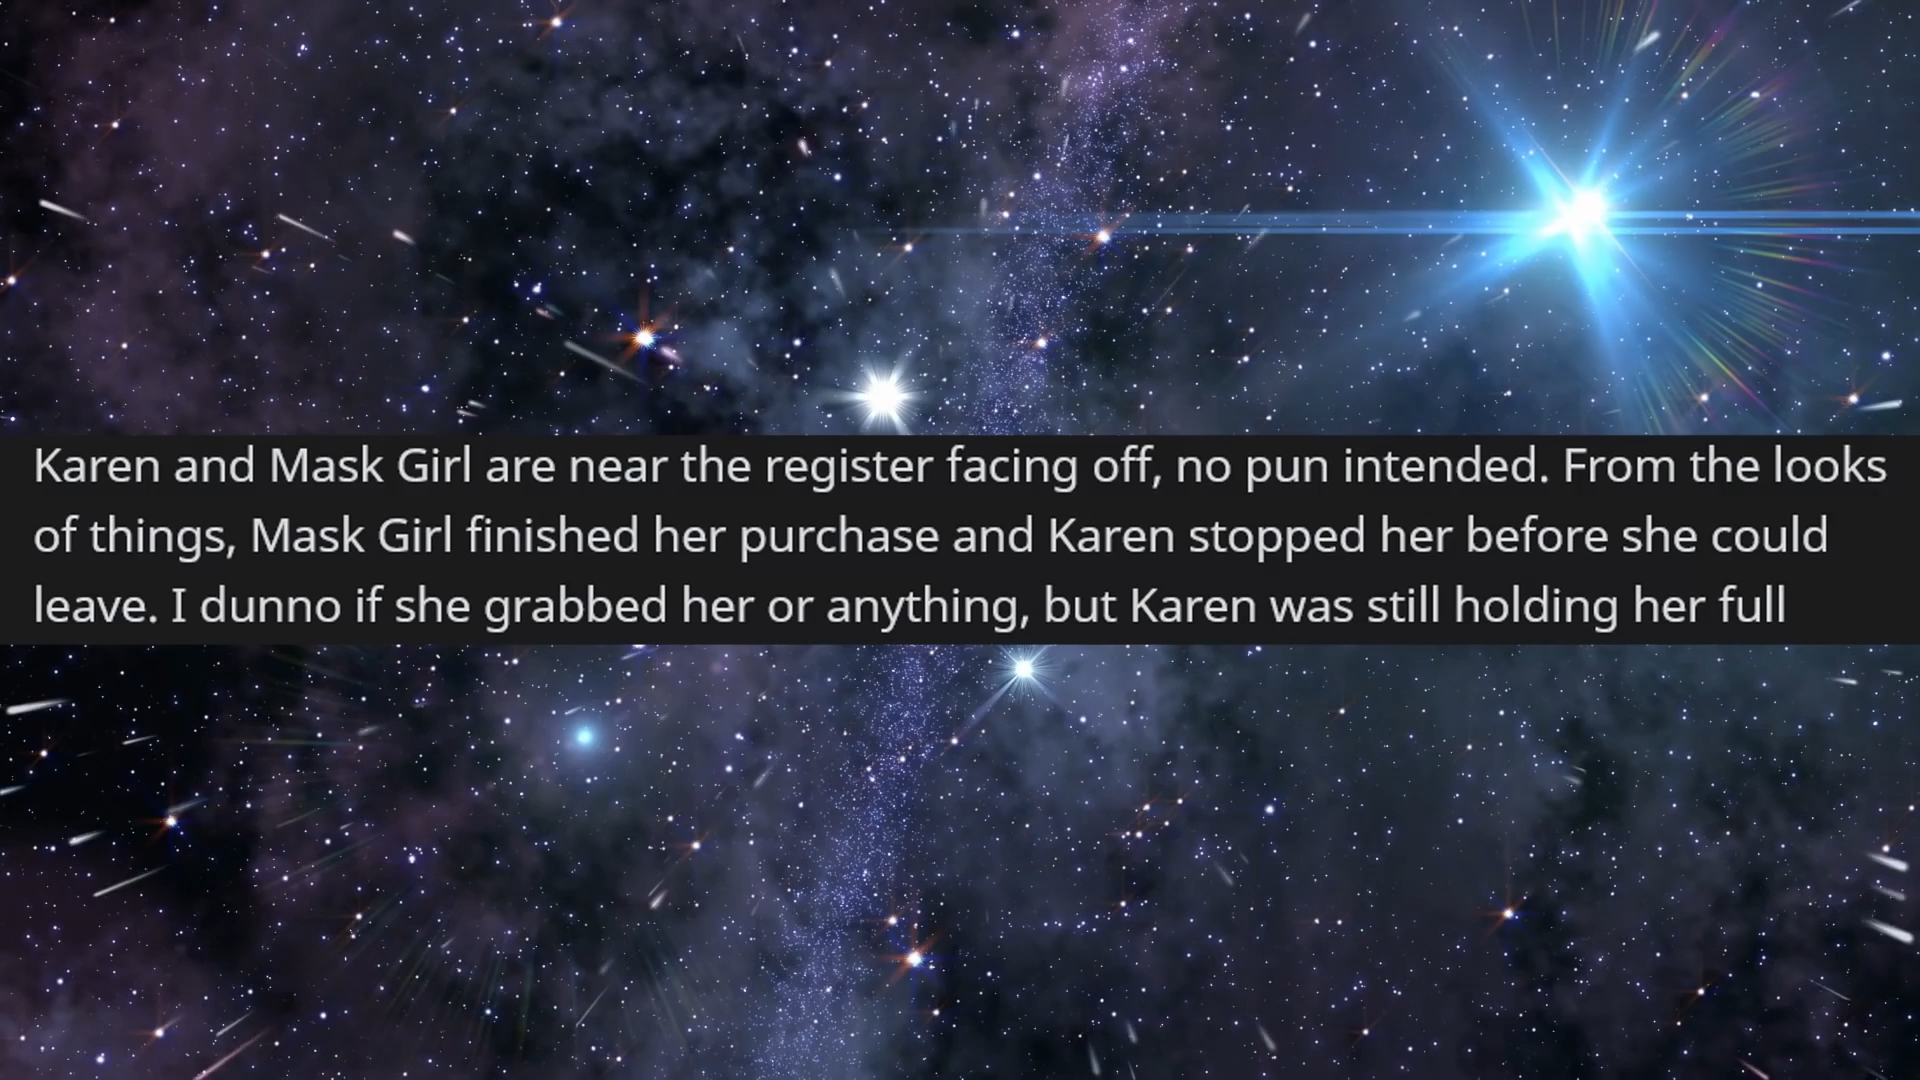 Karen and Mask Girl are near the register facing off, no pun intended. From the looks
of things, Mask Girl finished her purchase and Karen stopped her before she could
leave. I dunno if she grabbed her or anything, but Karen was still holding her full